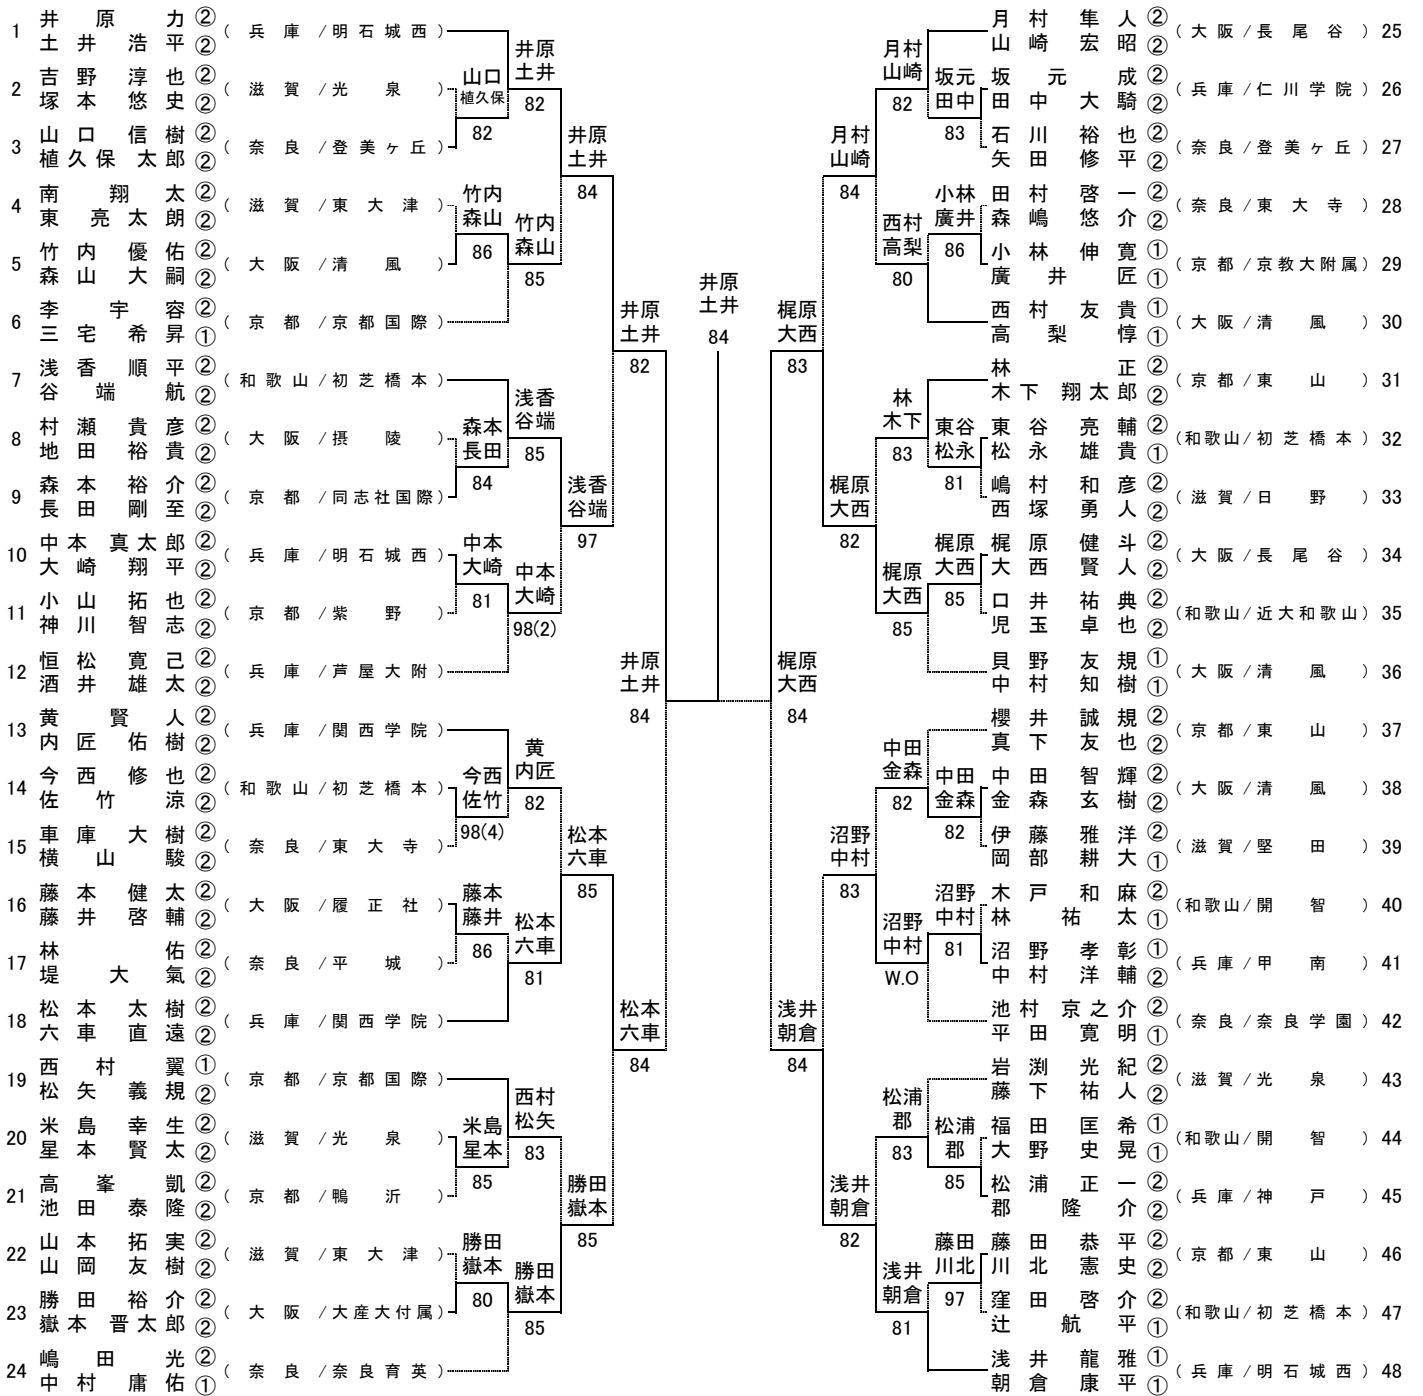 1 井原 力 ② 土井 浩平 ② (兵庫/明石城西)
2 吉野 淳也 ② 塚本 悠史 ② (滋賀/光泉)
3 山口 信樹 ② 植久保 太郎 ② (奈良/登美ヶ丘)
4 南 翔太 ② 東 亮太朗 ② (滋賀/東大津)
5 竹内 優佑 ② 森山 大嗣 ② (大阪/清風)
6 李 宇容 ② 三宅 希昇 ① (京都/京都国際)
7 浅香 順平 ② 谷端 航 ② (和歌山/初芝橋本)
8 村瀬 貴彦 ② 地田 裕貴 ② (大阪/摂陵)
9 森本 裕介 ② 長田 剛至 ② (京都/同志社国際)
10 中本 真太郎 ② 大崎 翔平 ② (兵庫/明石城西)
11 小山 拓也 ② 神川 智志 ② (京都/紫野)
12 恒松 寛己 ② 酒井 雄太 ② (兵庫/芦屋大附)
13 黄 賢人 ② 内匠 佑樹 ② (兵庫/関西学院)
14 今西 修也 ② 佐竹 涼 ② (和歌山/初芝橋本)
15 車庫 大樹 ② 横山 駿 ② (奈良/東大寺)
16 藤本 健太 ② 藤井 啓輔 ② (大阪/履正社)
17 林 佑 ② 堤 大氣 ② (奈良/平城)
18 松本 太樹 ② 六車 直遠 ② (兵庫/関西学院)
19 西村 翼 ① 松矢 義規 ② (京都/京都国際)
20 米島 幸生 ② 星本 賢太 ② (滋賀/光泉)
21 高峯 凱 ② 池田 泰隆 ② (京都/鴨沂)
22 山本 拓実 ② 山岡 友樹 ② (滋賀/東大津)
23 勝田 裕介 ② 嶽本 晋太郎 ② (大阪/大産大付属)
24 嶋田 光 ② 中村 庸佑 ① (奈良/奈良育英)
山口 植久保 82
竹内 森山 86
森本 長田 84
中本 大崎 81
今西 佐竹 98(4)
藤本 藤井 86
米島 星本 85
勝田 嶽本 80
井原 土井 82
竹内 森山 85
浅香 谷端 85
中本 大崎 98(2)
黄 内匠 82
松本 六車 81
西村 松矢 83
勝田 嶽本 85
井原 土井 84
浅香 谷端 97
松本 六車 85
勝田 嶽本 85
井原 土井 82
松本 六車 84
井原 土井 84
井原 土井 84
梶原 大西 84
梶原 大西 83
浅井 朝倉 84
月村 山崎 84
梶原 大西 82
沼野 中村 83
浅井 朝倉 82
月村 山崎 82
西村 高梨 80
林 木下 83
梶原 大西 85
中田 金森 82
沼野 中村 W.O
松浦 郡 83
浅井 朝倉 81
坂元 田中 83
小林 廣井 86
東谷 松永 81
梶原 大西 85
中田 金森 82
沼野 中村 81
松浦 郡 85
藤田 川北 97
月村 隼人 ② 山崎 宏昭 ② (大阪/長尾谷) 25
坂元 成 ② 田中 大騎 ② (兵庫/仁川学院) 26
石川 裕也 ② 矢田 修平 ② (奈良/登美ヶ丘) 27
田村 啓一 ② 森嶋 悠介 ② (奈良/東大寺) 28
小林 伸寛 ① 廣井 匠 ① (京都/京教大附属) 29
西村 友貴 ① 高梨 惇 ① (大阪/清風) 30
林 正 ② 木下 翔太郎 ② (京都/東山) 31
東谷 亮輔 ② 松永 雄貴 ① (和歌山/初芝橋本) 32
嶋村 和彦 ② 西塚 勇人 ② (滋賀/日野) 33
梶原 健斗 ② 大西 賢人 ② (大阪/長尾谷) 34
口井 祐典 ② 児玉 卓也 ② (和歌山/近大和歌山) 35
貝野 友規 ① 中村 知樹 ① (大阪/清風) 36
櫻井 誠規 ② 真下 友也 ② (京都/東山) 37
中田 智輝 ② 金森 玄樹 ② (大阪/清風) 38
伊藤 雅洋 ② 岡部 耕大 ① (滋賀/堅田) 39
木戸 和麻 ② 林 祐太 ① (和歌山/開智) 40
沼野 孝彰 ① 中村 洋輔 ② (兵庫/甲南) 41
池村 京之介 ② 平田 寛明 ① (奈良/奈良学園) 42
岩渕 光紀 ② 藤下 祐人 ② (滋賀/光泉) 43
福田 匡希 ① 大野 史晃 ① (和歌山/開智) 44
松浦 正一 ② 郡 隆介 ② (兵庫/神戸) 45
藤田 恭平 ② 川北 憲史 ② (京都/東山) 46
窪田 啓介 ② 辻 航平 ① (和歌山/初芝橋本) 47
浅井 龍雅 ① 朝倉 康平 ① (兵庫/明石城西) 48